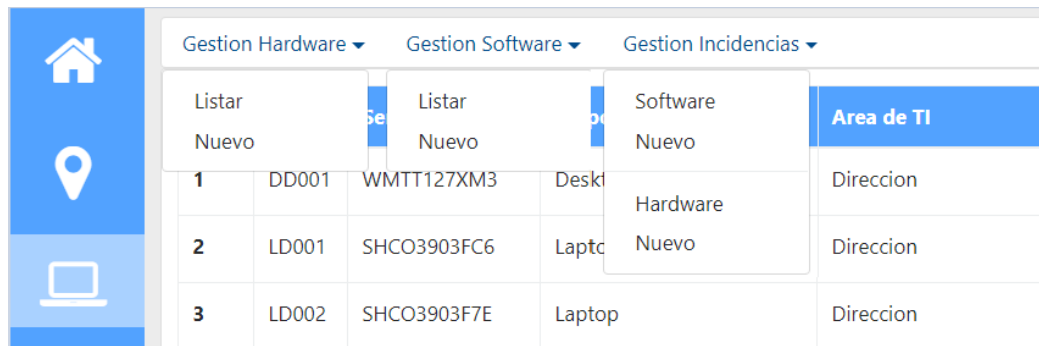 Gestion Hardware Gestion Software Gestion Incidencias
Listar Listar Software
Area de TI
Nuevo Nuevo Nuevo
1 DD001 WMTT127XM3 Direccion
Hardware
2 LD001 SHCO3903FC6 Direccion
Nuevo
3 LD002 SHCO3903F7E Laptop Direccion